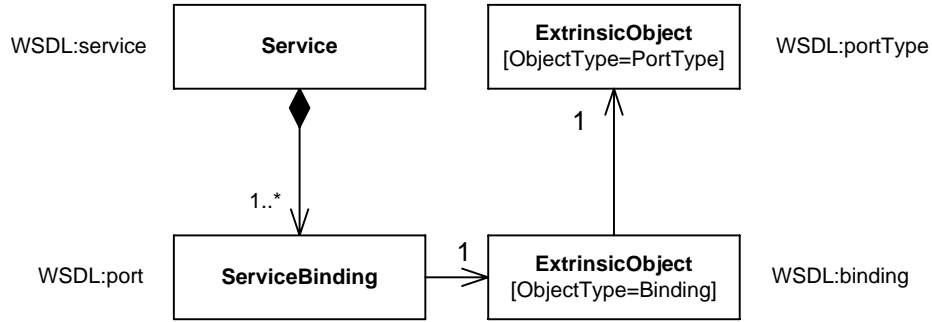 WSDL:service
Service
ExtrinsicObject
[ObjectType=PortType]
WSDL:portType
1
1..*
WSDL:port
ServiceBinding
1
ExtrinsicObject
[ObjectType=Binding]
WSDL:binding